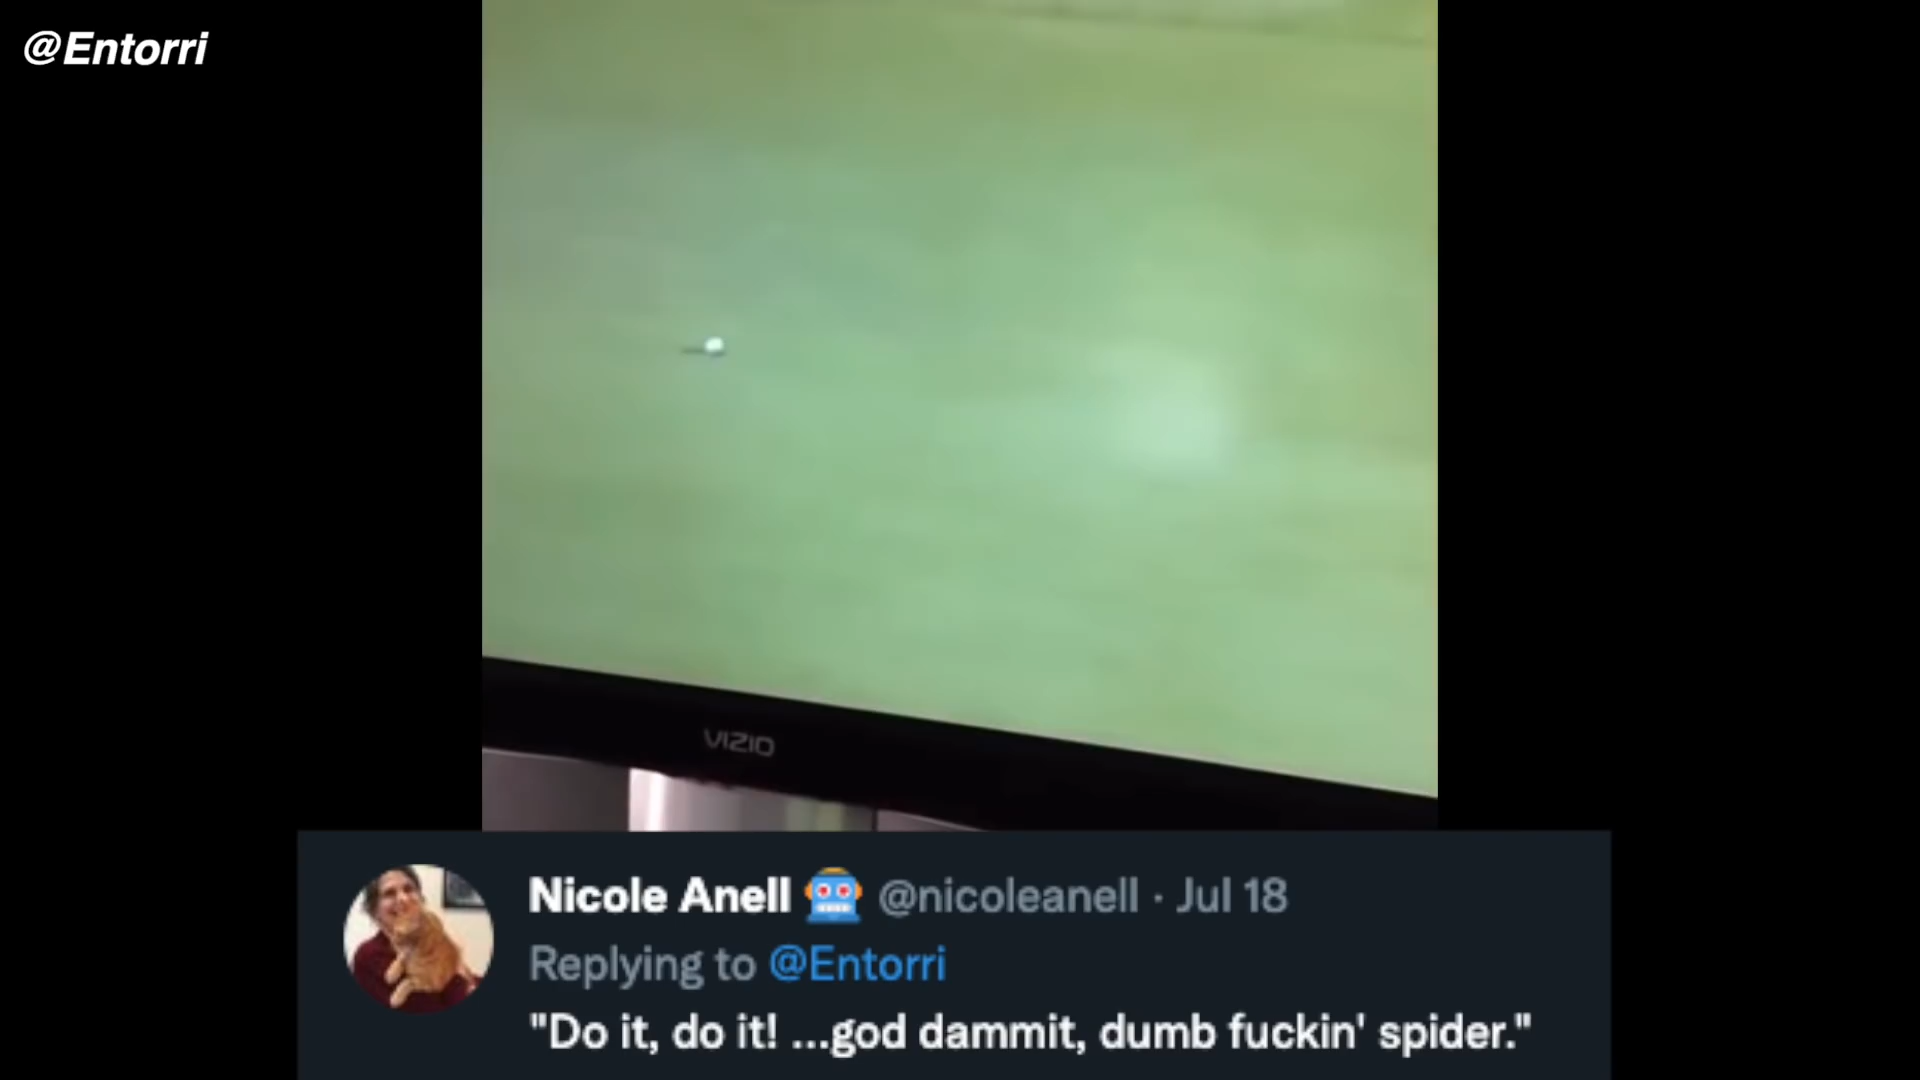 @Entorri
VIZIO
Nicole Anell @nicoleanell · Jul 18
Replying to @Entorri
"Do it, do it! ...god dammit, dumb fuckin' spider."